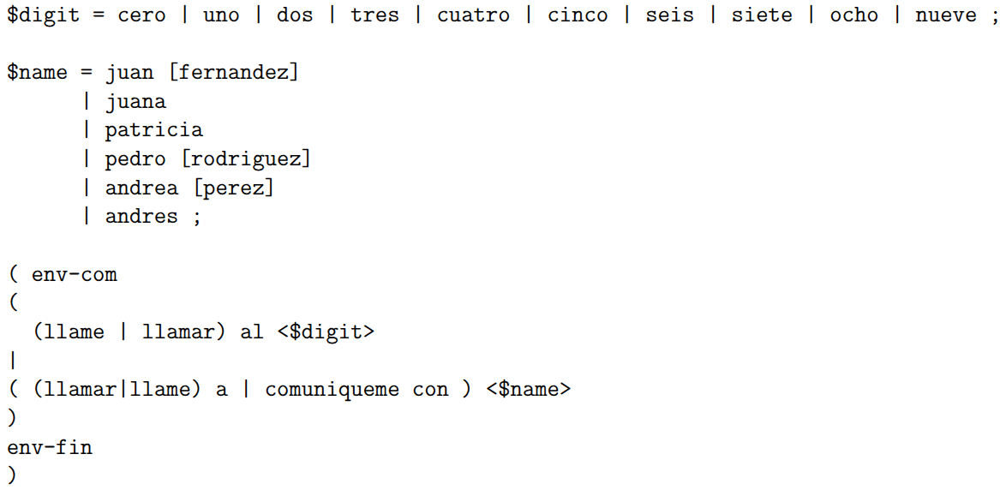 $digit = cero | uno | dos | tres | cuatro | cinco | seis | siete | ocho | nueve ;
$name = juan [fernandez]
| juana
| patricia
| pedro [rodriguez]
| andrea [perez]
| andres ;
( env-com
(
(llame | llamar) al <$digit>
|
( (llamar|llame) a | comuniqueme con ) <$name>
)
env-fin
)